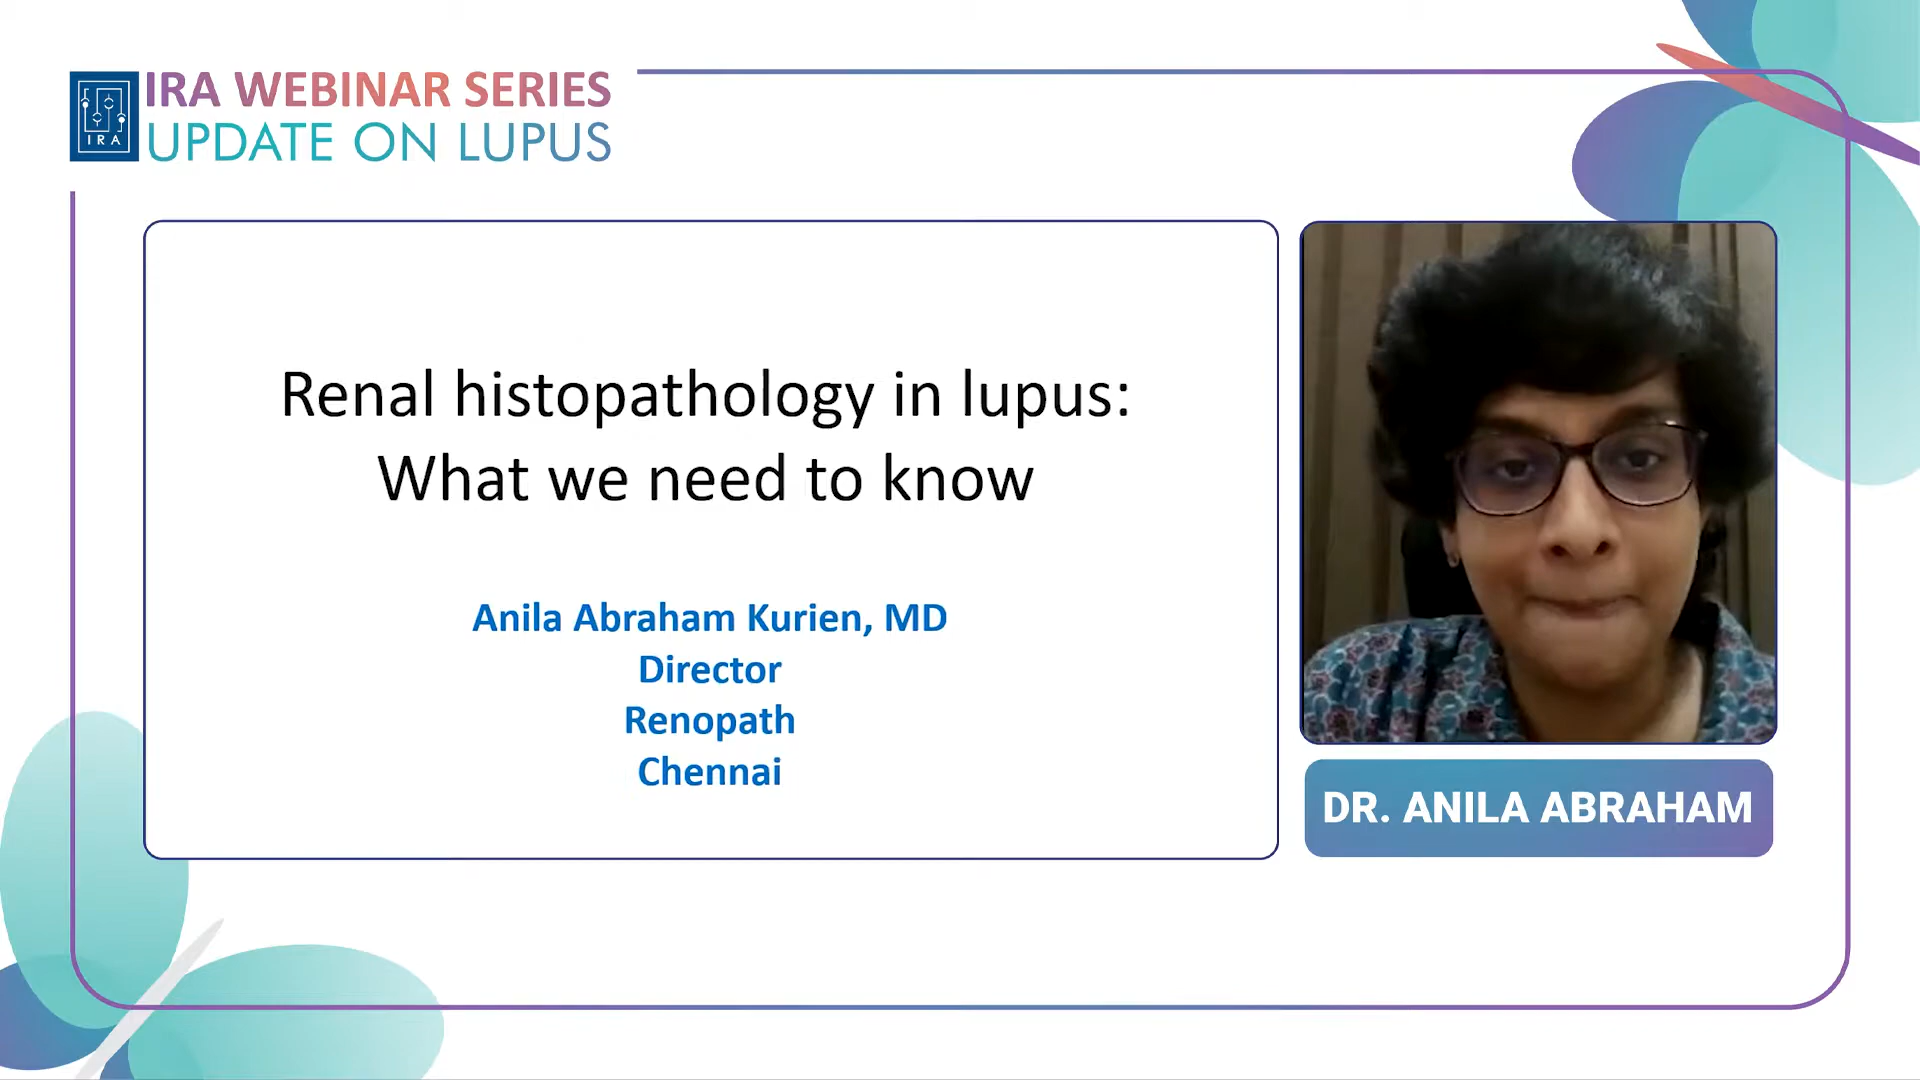 IRA WEBINAR SERIES
UPDATE ON LUPUS
IRA
Renal histopathology in lupus:
What we need to know
Anila Abraham Kurien, MD
Director
Renopath
Chennai
DR. ANILA ABRAHAM